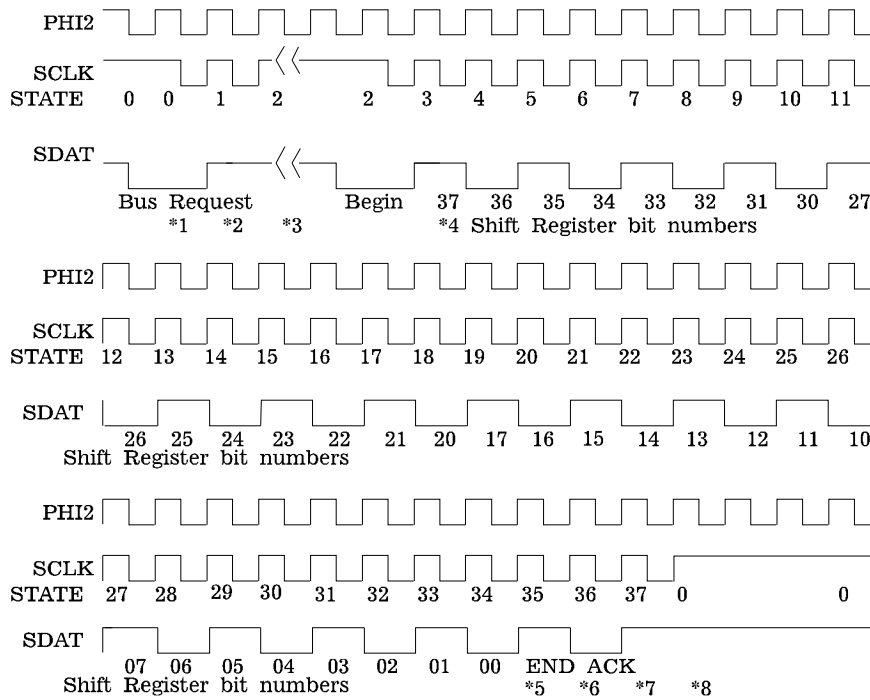 PHI2
SCLK
STATE 0 0 1 2 2 3 4 5 6 7 8 9 10 11
SDAT
Bus Request Begin 37 36 35 34 33 32 31 30 27
*1 *2 *3 *4 Shift Register bit numbers
PHI2
SCLK
STATE 12 13 14 15 16 17 18 19 20 21 22 23 24 25 26
SDAT
26 25 24 23 22 21 20 17 16 15 14 13 12 11 10
Shift Register bit numbers
PHI2
SCLK
STATE 27 28 29 30 31 32 33 34 35 36 37 0 0
SDAT
07 06 05 04 03 02 01 00 END ACK
Shift Register bit numbers *5 *6 *7 *8